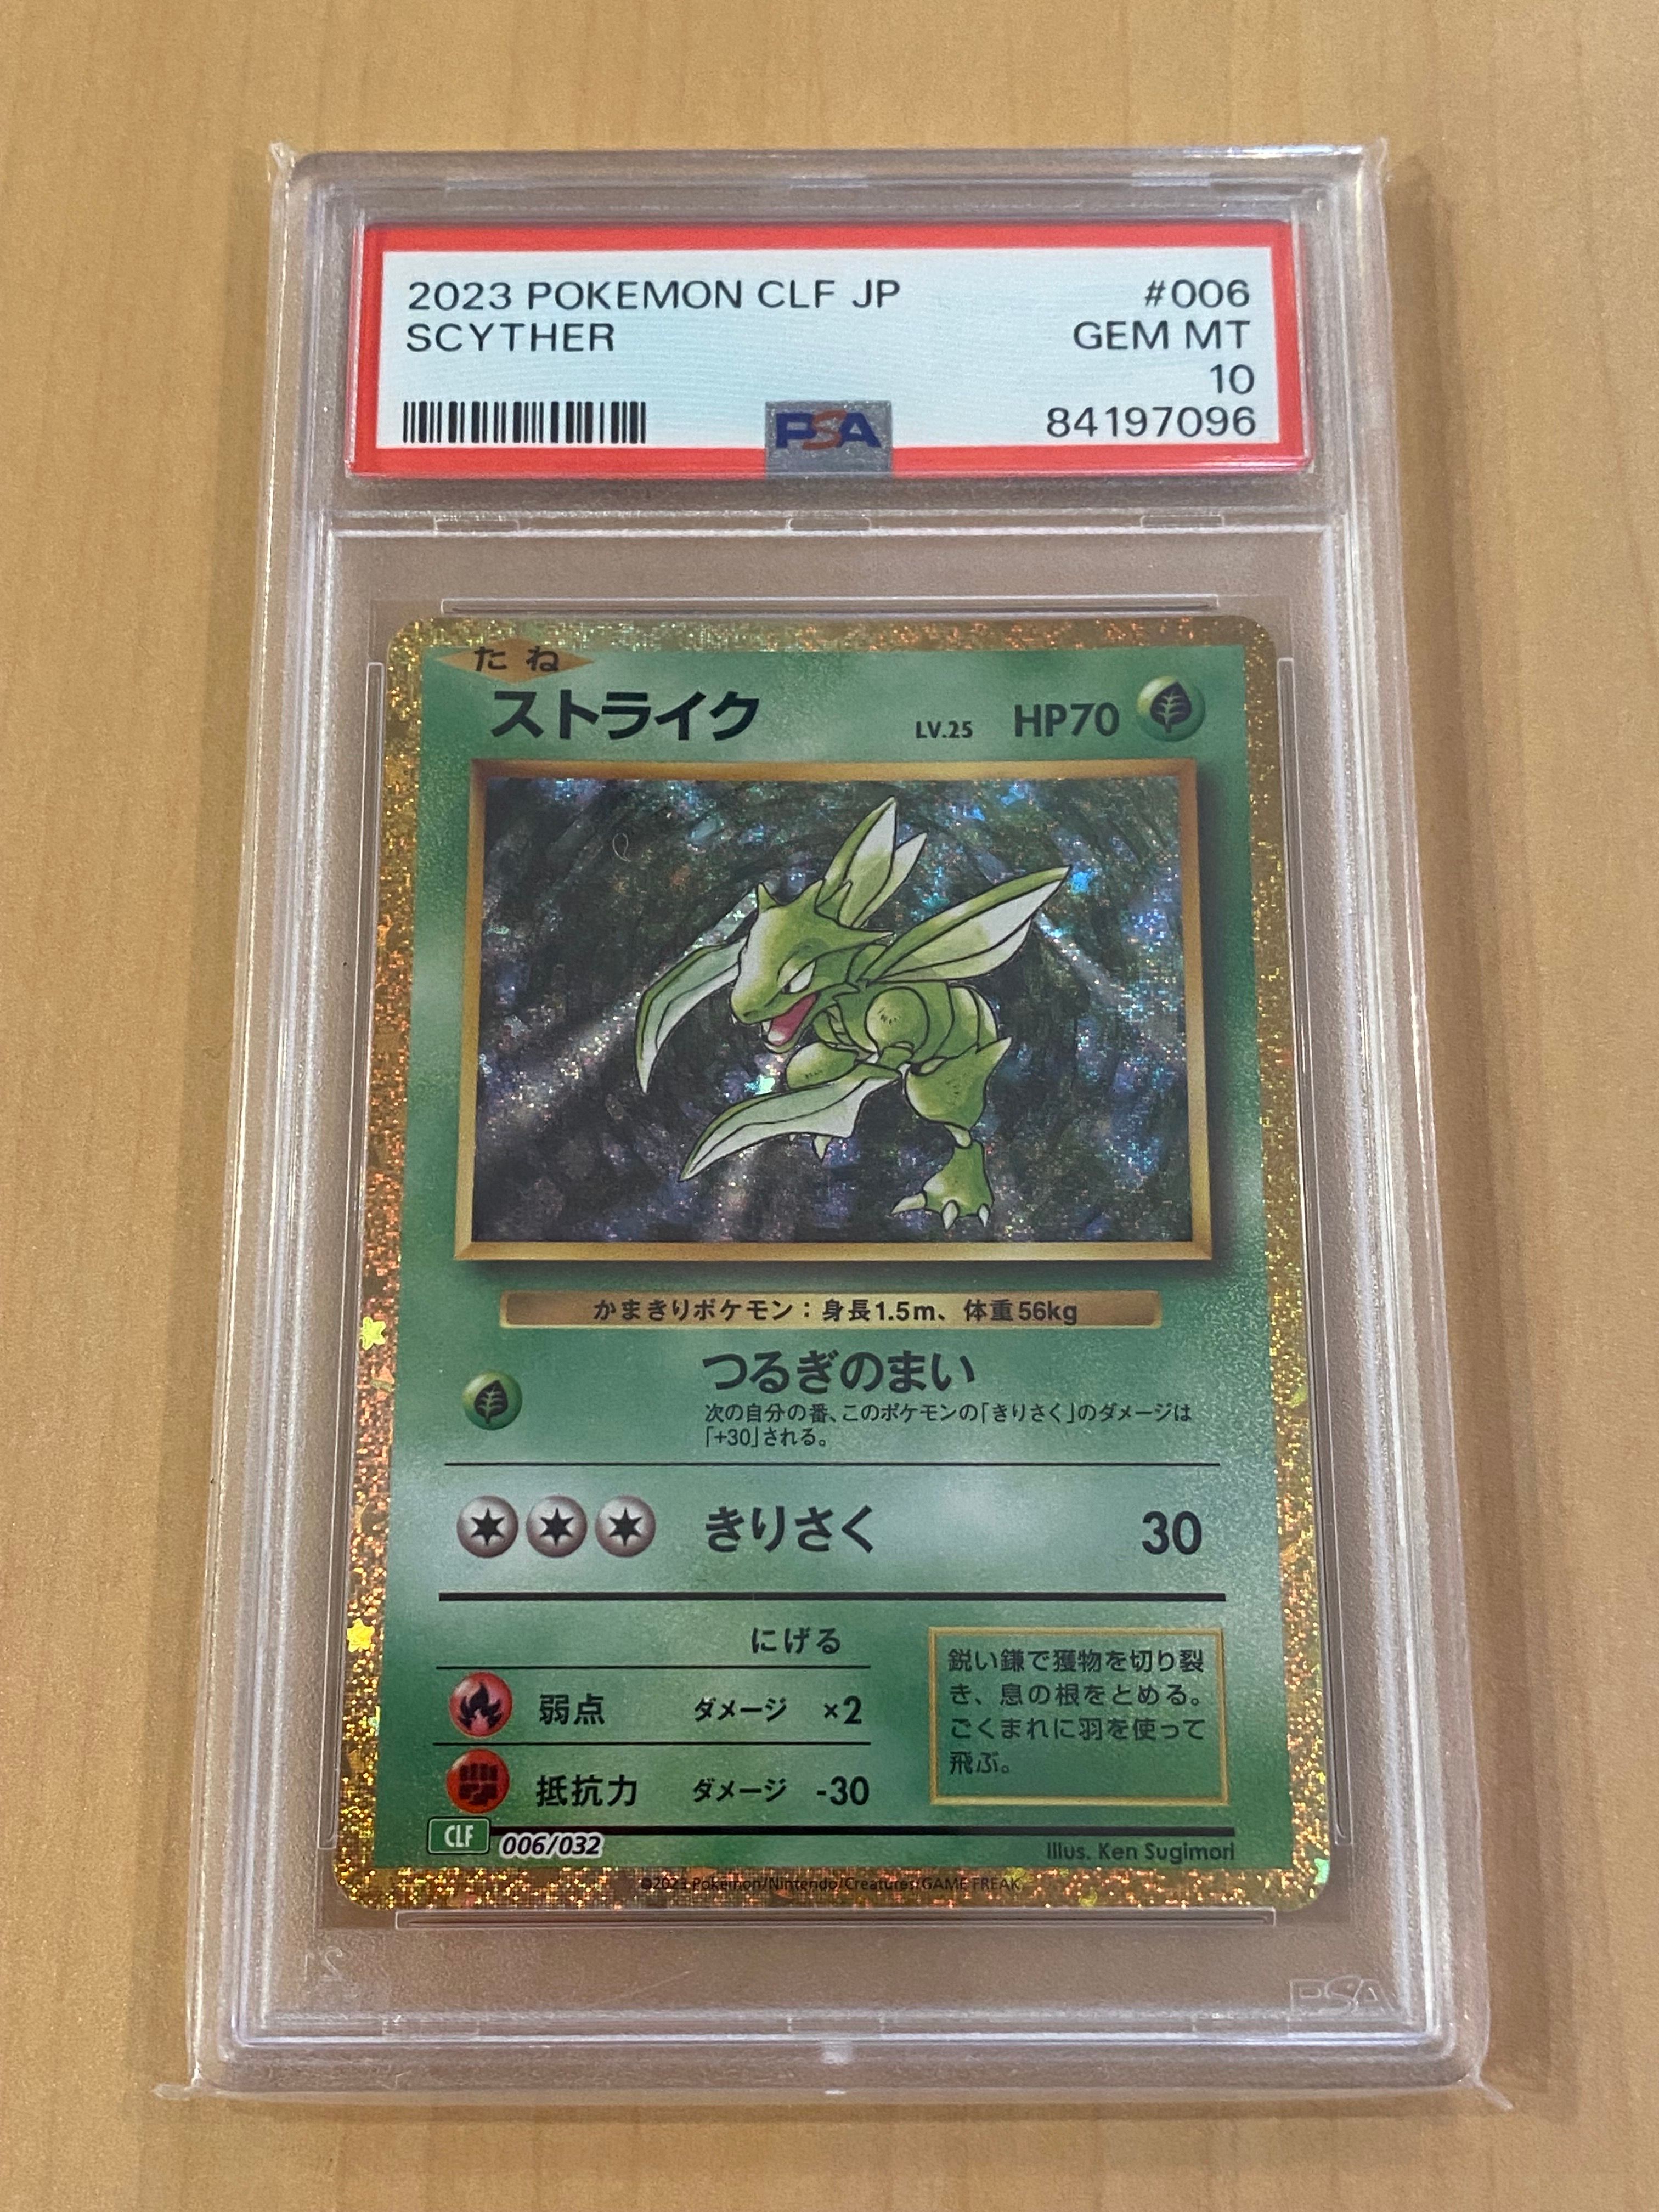 2023 POKEMON CLF JP #006
SCYTHER GEM MT
10
PSA 84197096
たね
ストライク LV.25 HP70
かまきりポケモン：身長1.5m、体重56kg
つるぎのまい
次の自分の番、このポケモンの「きりさく」のダメージは
「+30」される。
きりさく 30
にげる
弱点 ダメージ ×2
抵抗力 ダメージ -30
鋭い鎌で獲物を切り裂
き、息の根をとめる。
ごくまれに羽を使って
飛ぶ。
CLF 006/032 Illus. Ken Sugimori
©2023 Pokémon/Nintendo/Creatures/GAME FREAK
PSA